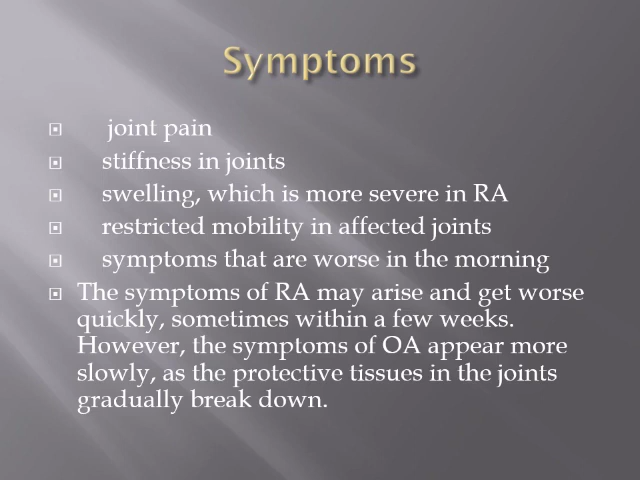 Symptoms
joint pain
stiffness in joints
swelling, which is more severe in RA
restricted mobility in affected joints
symptoms that are worse in the morning
The symptoms of RA may arise and get worse
quickly, sometimes within a few weeks.
However, the symptoms of OA appear more
slowly, as the protective tissues in the joints
gradually break down.